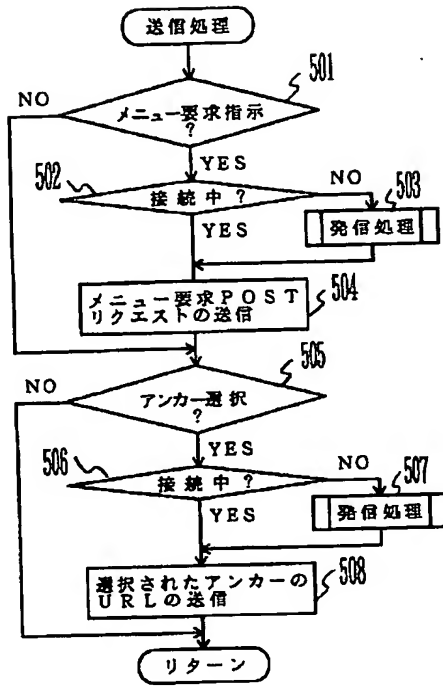 送信処理
501
メニュー要求指示
?
NO
YES
502
接続中?
NO
503
YES
発信処理
メニュー要求POST
リクエストの送信
504
505
NO
アンカー選択
?
YES
506
接続中?
NO
507
YES
発信処理
選択されたアンカーの
URLの送信
508
リターン